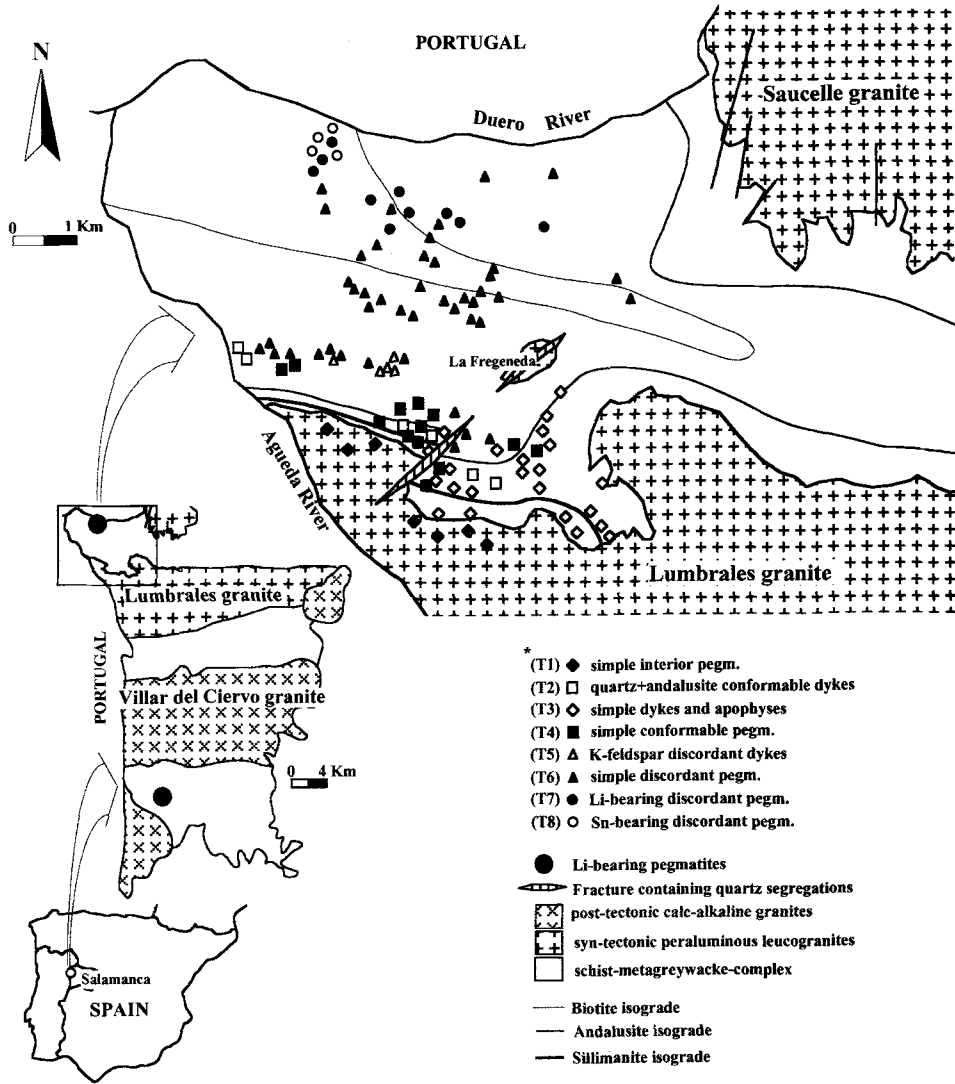 PORTUGAL
N
Saucelle granite
Duero River
0 1 Km
La Fregeneda
Agueda River
Lumbrales granite
Lumbrales granite
PORTUGAL
Villar del Ciervo granite
0 4 Km
*
(T1) simple interior pegm.
(T2) quartz+andalusite conformable dykes
(T3) simple dykes and apophyses
(T4) simple conformable pegm.
(T5) K-feldspar discordant dykes
(T6) simple discordant pegm.
(T7) Li-bearing discordant pegm.
(T8) Sn-bearing discordant pegm.
Li-bearing pegmatites
Fracture containing quartz segregations
post-tectonic calc-alkaline granites
syn-tectonic peraluminous leucogranites
schist-metagreywacke-complex
Biotite isograde
Andalusite isograde
Sillimanite isograde
Salamanca
SPAIN